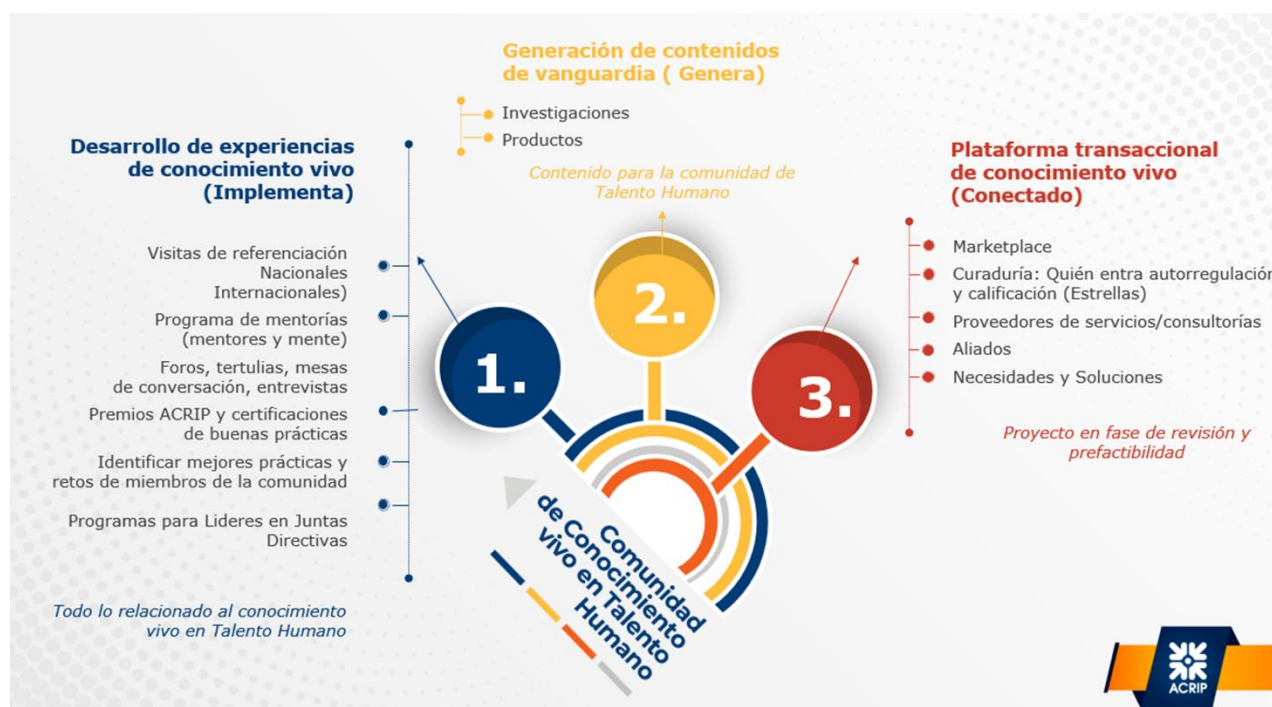 Generación de contenidos
de vanguardia ( Genera)
Investigaciones
Productos
Contenido para la comunidad de
Talento Humano
Desarrollo de experiencias
de conocimiento vivo
(Implementa)
Visitas de referenciación
Nacionales
Internacionales)
Programa de mentorías
(mentores y mente)
Foros, tertulias, mesas
de conversación, entrevistas
Premios ACRIP y certificaciones
de buenas prácticas
Identificar mejores prácticas y
retos de miembros de la comunidad
Programas para Lideres en Juntas
Directivas
Todo lo relacionado al conocimiento
vivo en Talento Humano
Plataforma transaccional
de conocimiento vivo
(Conectado)
Marketplace
Curaduría: Quién entra autorregulación
y calificación (Estrellas)
Proveedores de servicios/consultorías
Aliados
Necesidades y Soluciones
Proyecto en fase de revisión y
prefactibilidad
1.
2.
3.
Comunidad
de Conocimiento
vivo en Talento
Humano
ACRIP